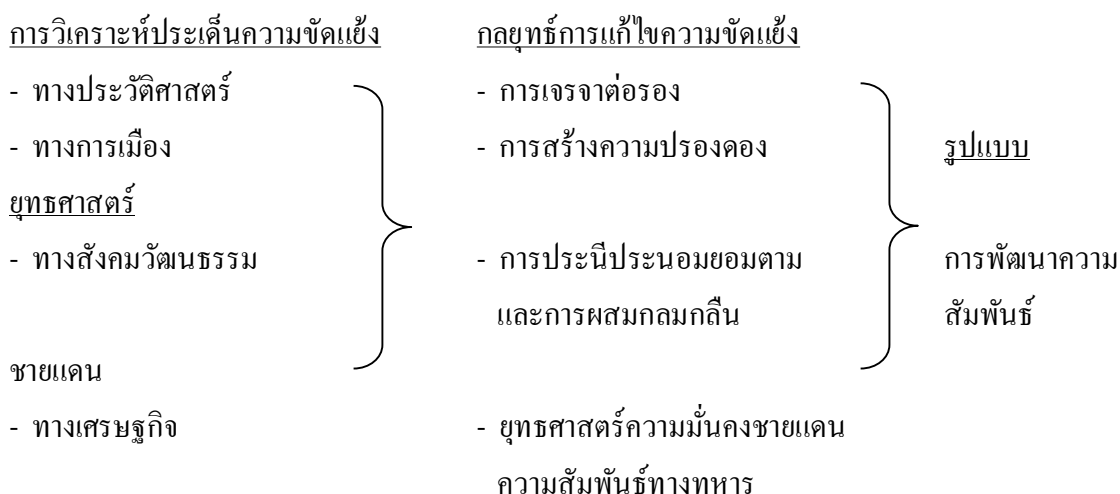 การวิเคราะห์ประเด็นความขัดแย้ง กลยุทธ์การแก้ไขความขัดแย้ง
- ทางประวัติศาสตร์ - การเจรจาต่อรอง
- ทางการเมือง - การสร้างความปรองดอง รูปแบบ
ยุทธศาสตร์
- ทางสังคมวัฒนธรรม - การประนีประนอมยอมตาม การพัฒนาความ
และการผสมกลมกลืน สัมพันธ์
ชายแดน
- ทางเศรษฐกิจ - ยุทธศาสตร์ความมั่นคงชายแดน
ความสัมพันธ์ทางทหาร